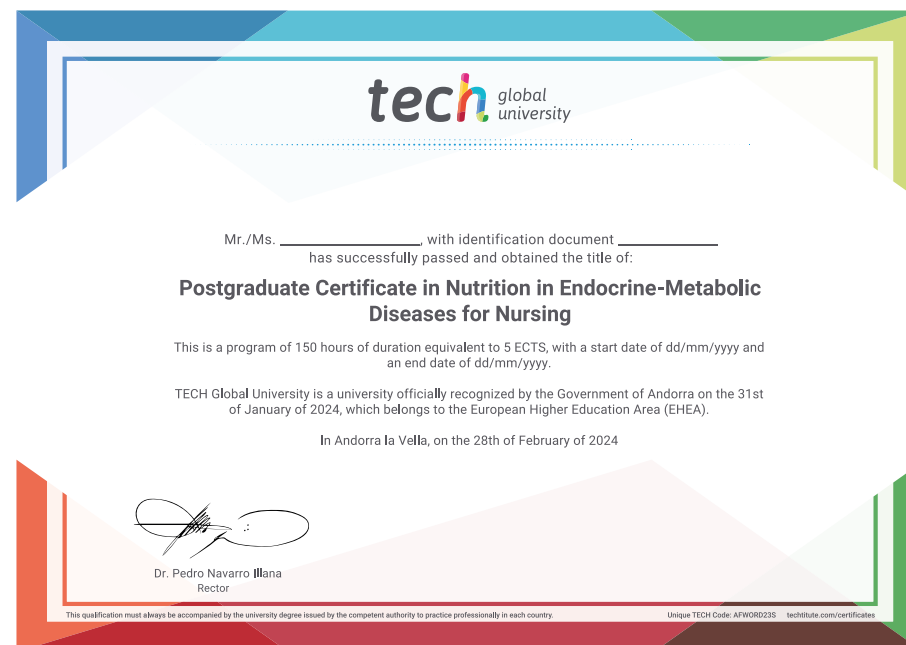 tech global university
Mr./Ms. ____________, with identification document ____________
has successfully passed and obtained the title of:
Postgraduate Certificate in Nutrition in Endocrine-Metabolic
Diseases for Nursing
This is a program of 150 hours of duration equivalent to 5 ECTS, with a start date of dd/mm/yyyy and
an end date of dd/mm/yyyy.
TECH Global University is a university officially recognized by the Government of Andorra on the 31st
of January of 2024, which belongs to the European Higher Education Area (EHEA).
In Andorra la Vella, on the 28th of February of 2024
Dr. Pedro Navarro Illana
Rector
This qualification must always be accompanied by the university degree issued by the competent authority to practice professionally in each country. Unique TECH Code: AFWORD23S techtitute.com/certificates